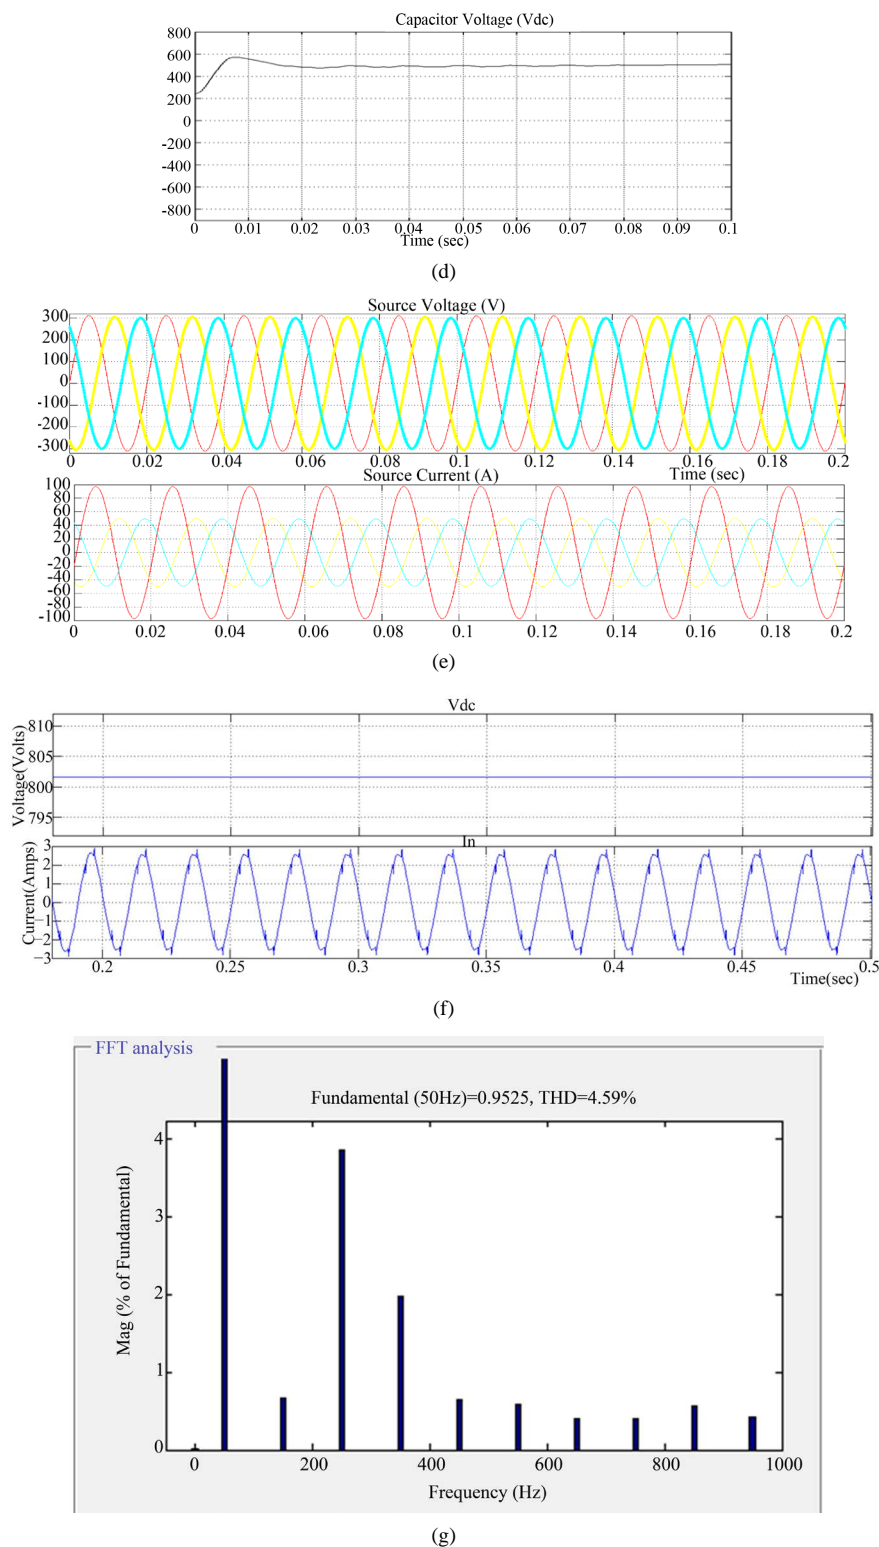 Capacitor Voltage (Vdc)
800
600
400
200
0
-200
-400
-600
-800
0 0.01 0.02 0.03 0.04 0.05 0.06 0.07 0.08 0.09 0.1
Time (sec)
(d)
Source Voltage (V)
300
200
100
0
-100
-200
-300
0 0.02 0.04 0.06 0.08 0.1 0.12 0.14 0.16 0.18 0.2
Source Current (A) Time (sec)
100
80
60
40
20
0
-20
-40
-60
-80
-100
0 0.02 0.04 0.06 0.08 0.1 0.12 0.14 0.16 0.18 0.2
(e)
Vdc
Voltage(Volts)
810
805
800
795
In
Current(Amps)
3
2
1
0
−1
−2
−3
0.2 0.25 0.3 0.35 0.4 0.45 0.5
Time(sec)
(f)
FFT analysis
Fundamental (50Hz)=0.9525, THD=4.59%
Mag (% of Fundamental)
4
3
2
1
0
0 200 400 600 800 1000
Frequency (Hz)
(g)